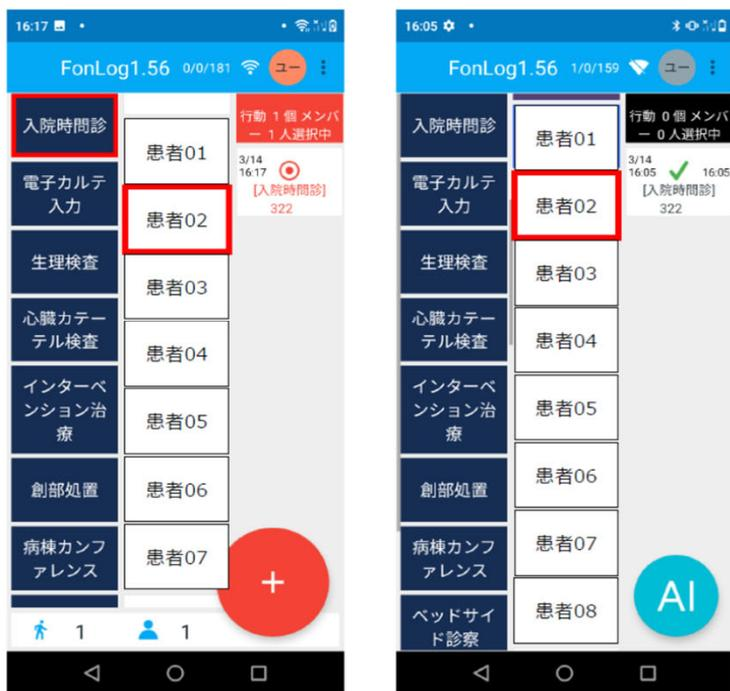 16:17
FonLog1.56 0/0/181 ユー
入院時問診
電子カルテ
入力
生理検査
心臓カテー
テル検査
インターベ
ンション治
療
創部処置
病棟カンフ
ァレンス
患者01
患者02
患者03
患者04
患者05
患者06
患者07
行動 1 個 メンバ
ー 1 人選択中
3/14
16:17
[入院時問診]
322
+
1 1
16:05
FonLog1.56 1/0/159 ユー
入院時問診
電子カルテ
入力
生理検査
心臓カテー
テル検査
インターベ
ンション治
療
創部処置
病棟カンフ
ァレンス
ベッドサイ
ド診察
患者01
患者02
患者03
患者04
患者05
患者06
患者07
患者08
行動 0 個 メンバ
ー 0 人選択中
3/14
16:05 16:05
[入院時問診]
322
AI